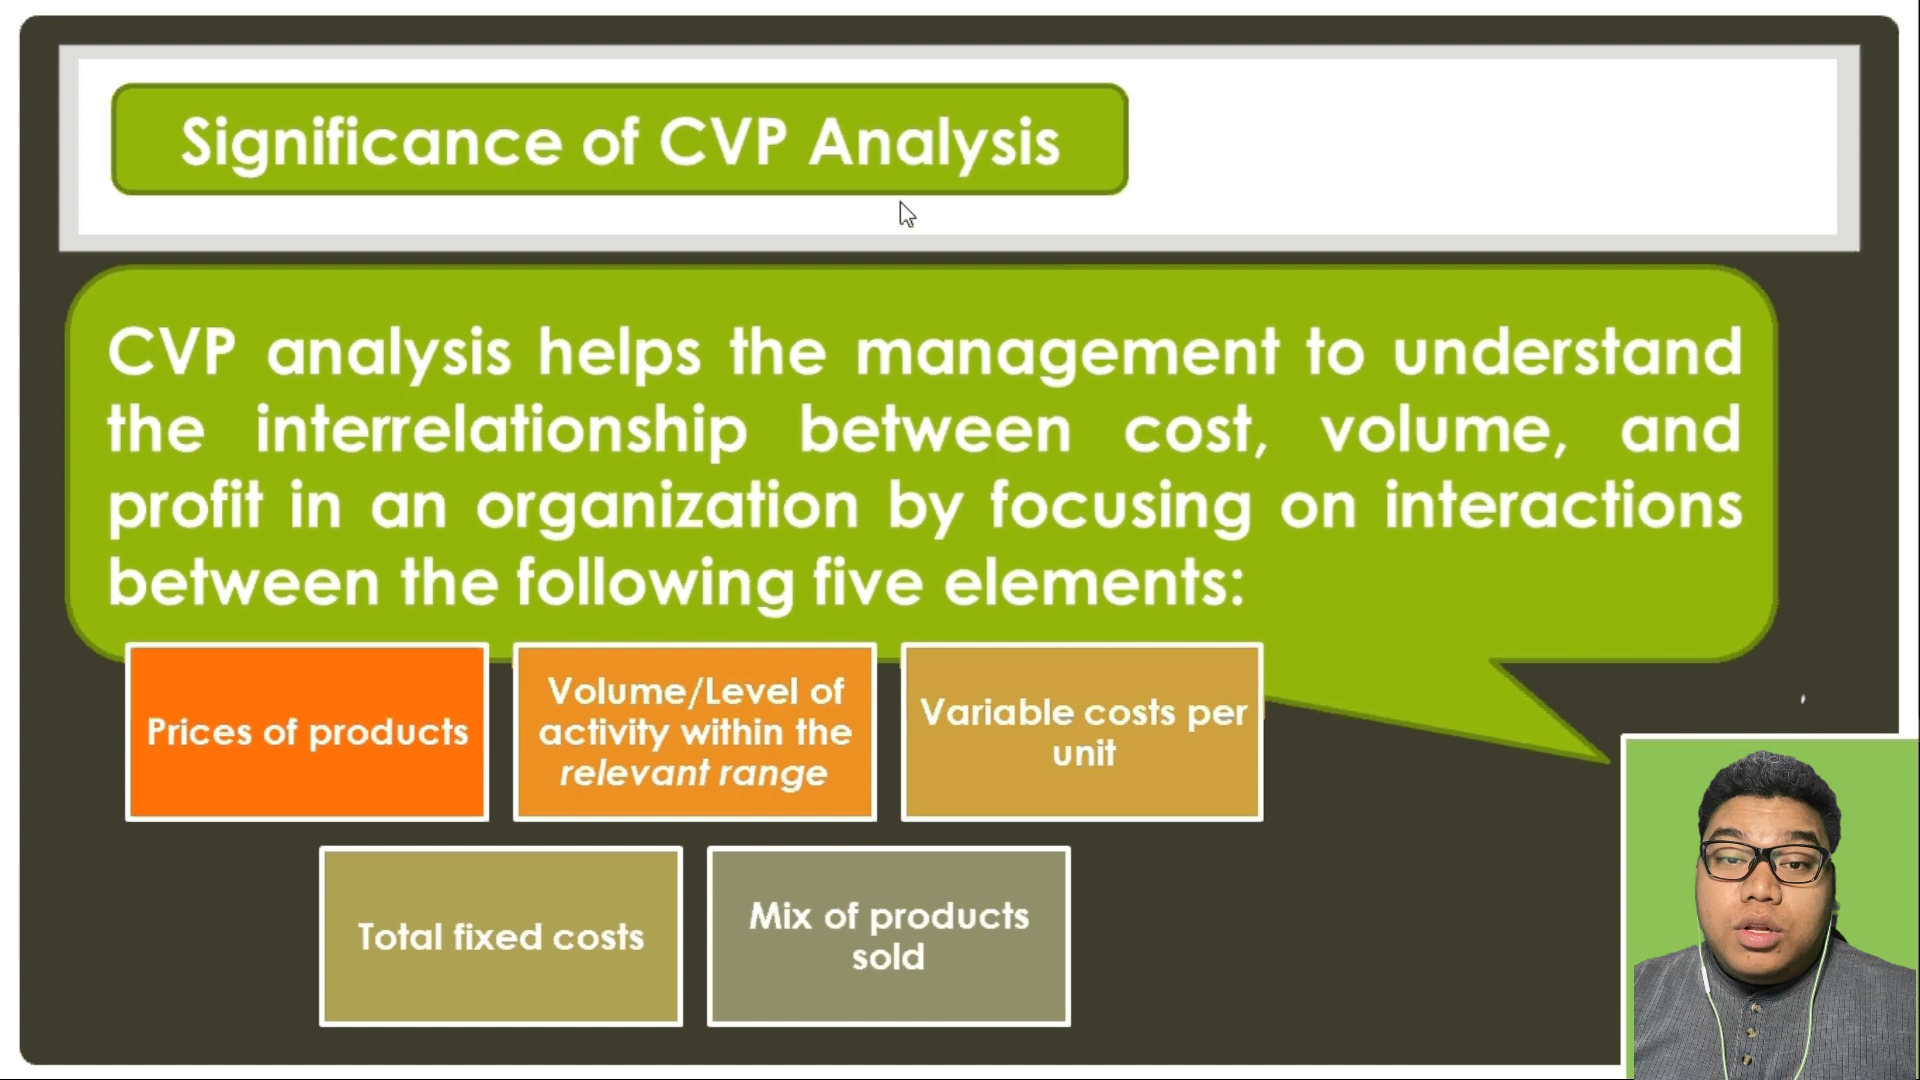 Significance of CVP Analysis
CVP analysis helps the management to understand
the interrelationship between cost, volume, and
profit in an organization by focusing on interactions
between the following five elements:
Prices of products
Volume/Level of
activity within the
relevant range
Variable costs per
unit
Total fixed costs
Mix of products
sold